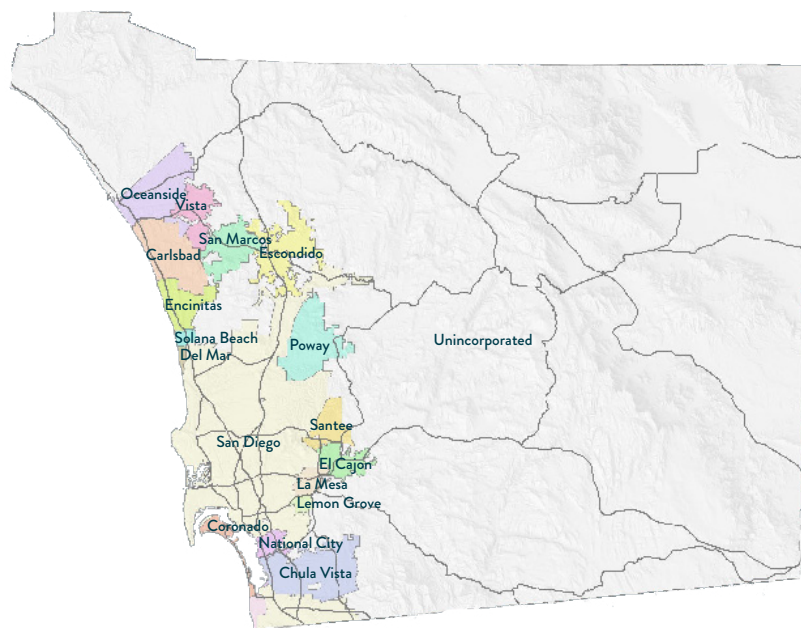 Oceanside
Vista
San Marcos
Carlsbad
Escondido
Encinitas
Solana Beach
Del Mar
Poway
Unincorporated
Santee
San Diego
El Cajon
La Mesa
Lemon Grove
Coronado
National City
Chula Vista